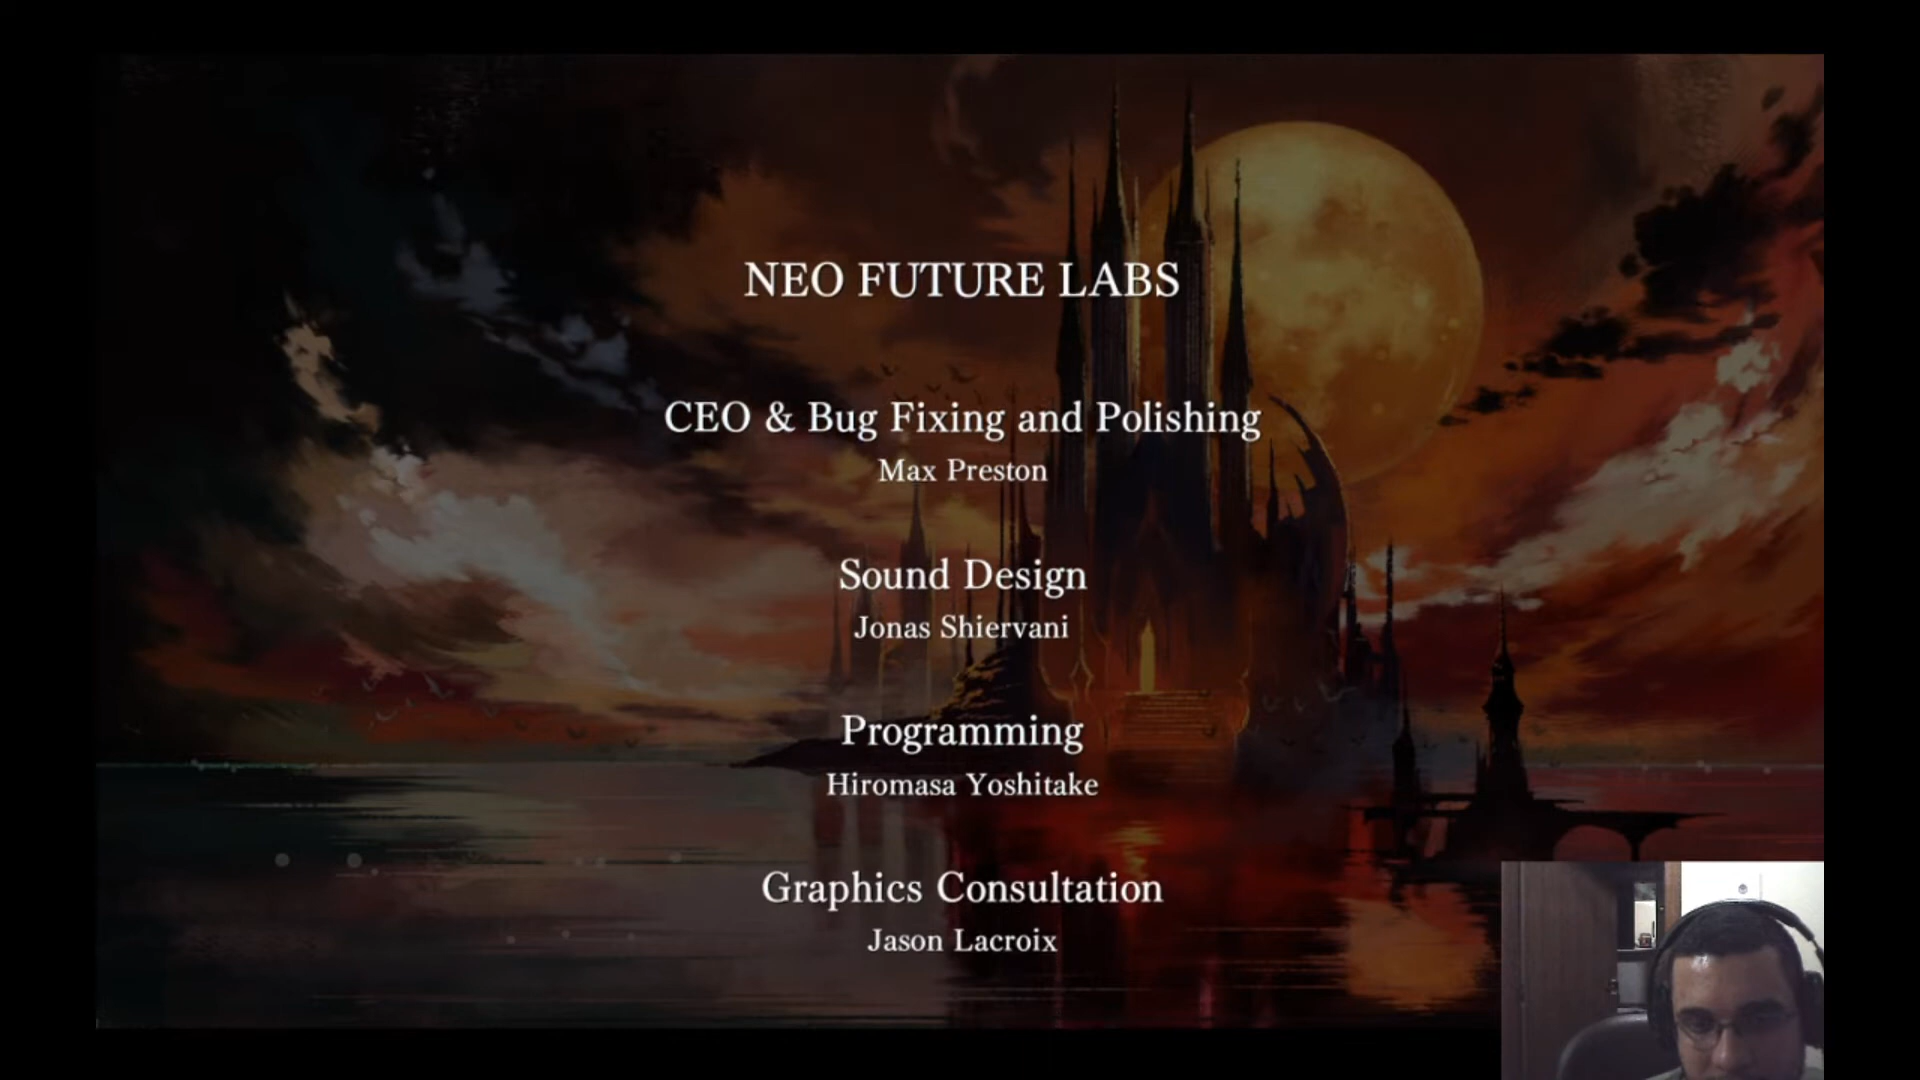 NEO FUTURE LABS
CEO & Bug Fixing and Polishing
Max Preston
Sound Design
Jonas Shiervani
Programming
Hiromasa Yoshitake
Graphics Consultation
Jason Lacroix